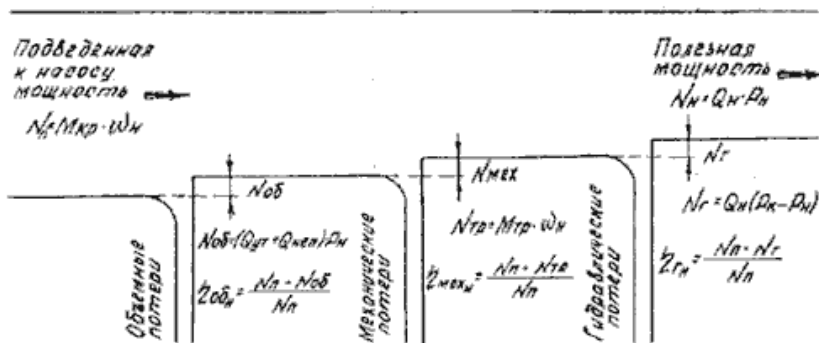 Подведенная
к насосу
мощность
Nп=Mкр·ωн
Полезная
мощность
Nн=Qн·Pн
Nоб
Nоб=(Qут+Qнеп)Pн
ηобн=(Nп-Nоб)/Nп
Объемные
потери
Nмех
Nтр=Mтр·ωн
ηмехн=(Nп-Nтр)/Nп
Механические
потери
Nг
Nг=Qн(Pк-Pн)
ηгн=(Nп-Nг)/Nп
Гидравлические
потери